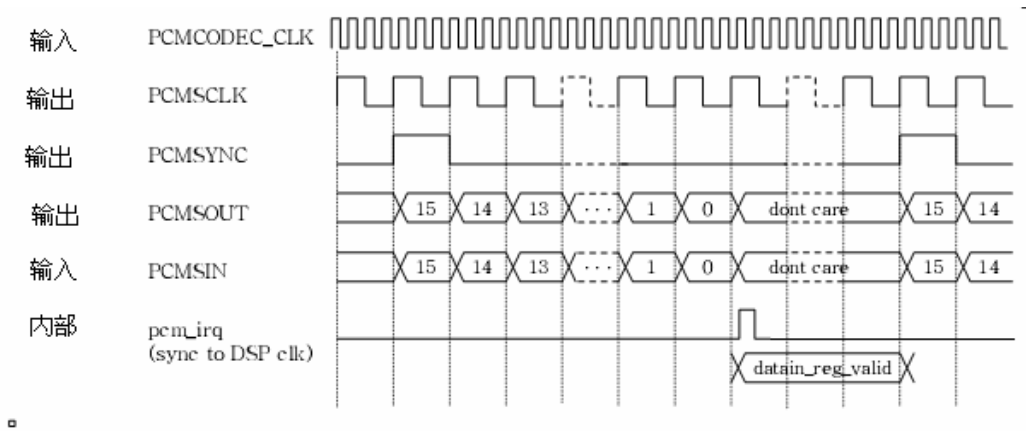 输入 PCMCODEC_CLK
输出 PCMSCLK
输出 PCMSYNC
输出 PCMSOUT 15 14 13 · · · 1 0 dont care 15 14
输入 PCMSIN 15 14 13 · · · 1 0 dont care 15 14
内部 pcm_irq
(sync to DSP clk)
datain_reg_valid